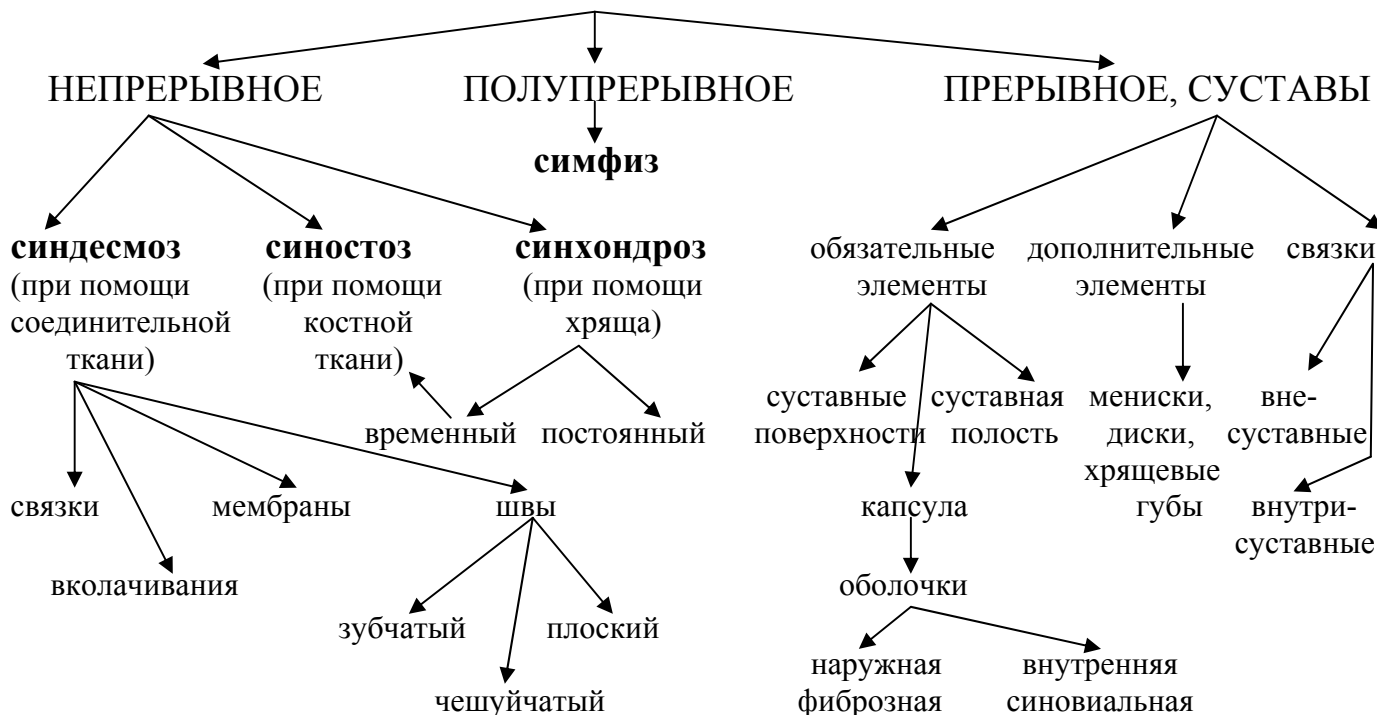 НЕПРЕРЫВНОЕ
ПОЛУПРЕРЫВНОЕ
ПРЕРЫВНОЕ, СУСТАВЫ
симфиз
синдесмоз
(при помощи
соединительной
ткани)
синостоз
(при помощи
костной
ткани)
синхондроз
(при помощи
хряща)
обязательные
элементы
дополнительные
элементы
связки
временный
постоянный
суставные
поверхности
суставная
полость
мениски,
диски,
хрящевые
губы
вне-
суставные
внутри-
суставные
связки
вколачивания
мембраны
швы
капсула
оболочки
зубчатый
плоский
чешуйчатый
наружная
фиброзная
внутренняя
синовиальная